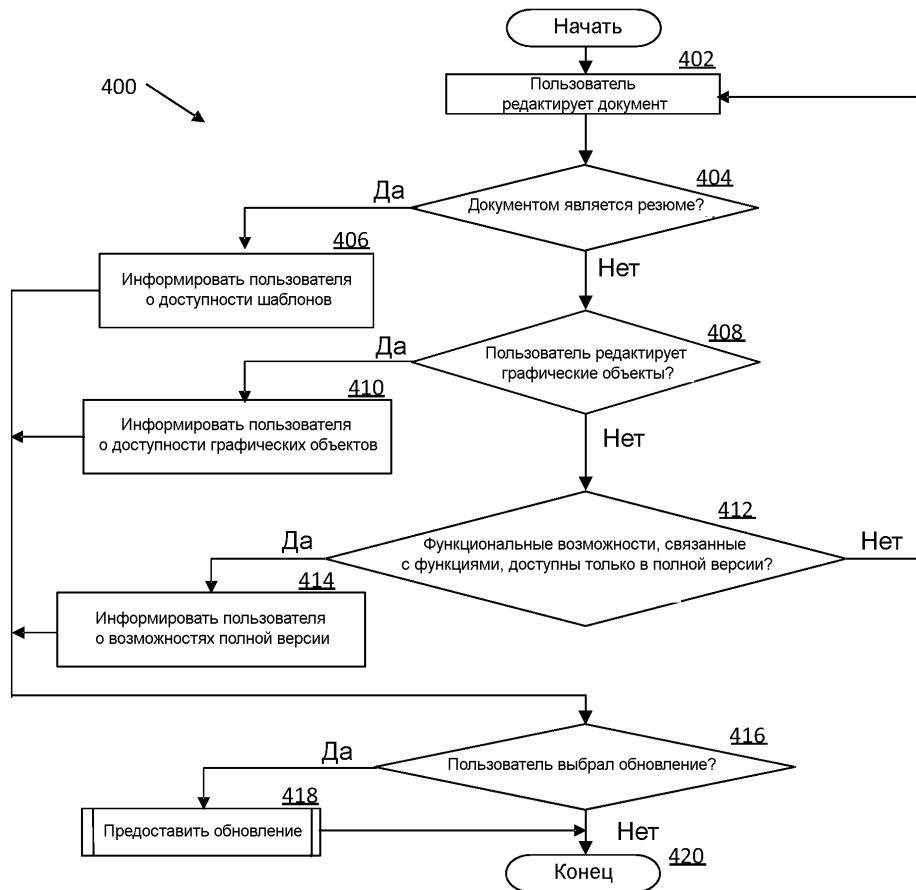 Начать
402
Пользователь
редактирует документ
400
404
Да
Документом является резюме?
406
Нет
Информировать пользователя
о доступности шаблонов
408
Да
Пользователь редактирует
графические объекты?
410
Информировать пользователя
о доступности графических объектов
Нет
412
Да
Функциональные возможности, связанные
с функциями, доступны только в полной версии?
Нет
414
Информировать пользователя
о возможностях полной версии
416
Да
Пользователь выбрал обновление?
418
Предоставить обновление
Нет
420
Конец